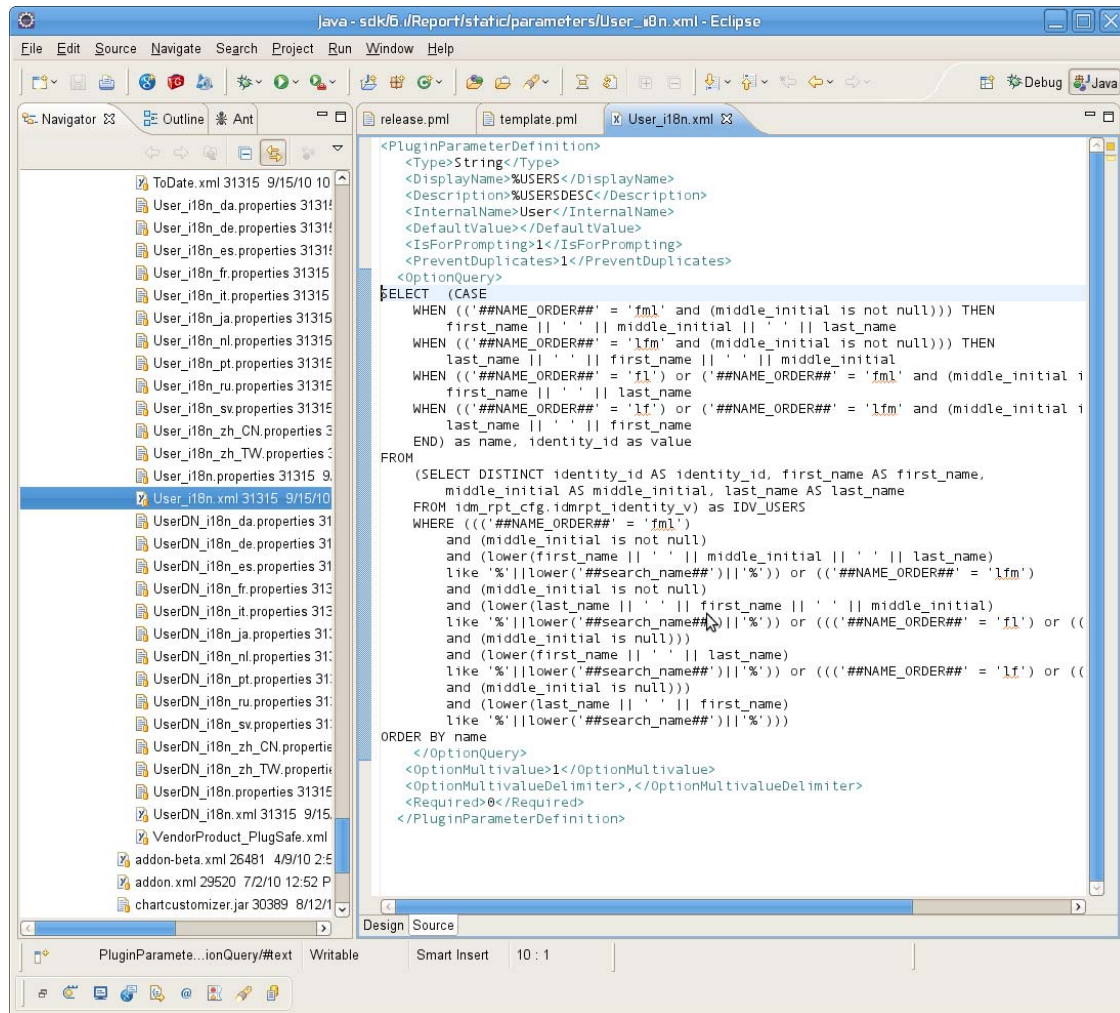 Java - sdk/6.1/Report/static/parameters/User_i8n.xml - Eclipse
File Edit Source Navigate Search Project Run Window Help
Debug Java
Navigator Outline Ant
release.pml template.pml User_i18n.xml
ToDate.xml 31315 9/15/10 10
User_i18n_da.properties 3131
User_i18n_de.properties 3131
User_i18n_es.properties 3131
User_i18n_fr.properties 31315
User_i18n_it.properties 31315
User_i18n_ja.properties 31315
User_i18n_nl.properties 31315
User_i18n_pt.properties 31315
User_i18n_ru.properties 31315
User_i18n_sv.properties 31315
User_i18n_zh_CN.properties 3
User_i18n_zh_TW.properties
User_i18n.properties 31315 9.
User_i18n.xml 31315 9/15/10
UserDN_i18n_da.properties 31
UserDN_i18n_de.properties 31
UserDN_i18n_es.properties 31
UserDN_i18n_fr.properties 313
UserDN_i18n_it.properties 313
UserDN_i18n_ja.properties 31
UserDN_i18n_nl.properties 31
UserDN_i18n_pt.properties 31
UserDN_i18n_ru.properties 31
UserDN_i18n_sv.properties 31
UserDN_i18n_zh_CN.propertie
UserDN_i18n_zh_TW.properti
UserDN_i18n.properties 31315
UserDN_i18n.xml 31315 9/15
VendorProduct_PlugSafe.xml
addon-beta.xml 26481 4/9/10 2:5
addon.xml 29520 7/2/10 12:52 P
chartcustomizer.jar 30389 8/12/1
<PluginParameterDefinition>
<Type>String</Type>
<DisplayName>%USERS</DisplayName>
<Description>%USERSDESC</Description>
<InternalName>User</InternalName>
<DefaultValue></DefaultValue>
<IsForPrompting>1</IsForPrompting>
<PreventDuplicates>1</PreventDuplicates>
<OptionQuery>
SELECT (CASE
WHEN (('##NAME_ORDER##' = 'fml' and (middle_initial is not null))) THEN
first_name || ' ' || middle_initial || ' ' || last_name
WHEN (('##NAME_ORDER##' = 'lfm' and (middle_initial is not null))) THEN
last_name || ' ' || first_name || ' ' || middle_initial
WHEN (('##NAME_ORDER##' = 'fl') or ('##NAME_ORDER##' = 'fml' and (middle_initial i
first_name || ' ' || last_name
WHEN (('##NAME_ORDER##' = 'lf') or ('##NAME_ORDER##' = 'lfm' and (middle_initial i
last_name || ' ' || first_name
END) as name, identity_id as value
FROM
(SELECT DISTINCT identity_id AS identity_id, first_name AS first_name,
middle_initial AS middle_initial, last_name AS last_name
FROM idm_rpt_cfg.idmrpt_identity_v) as IDV_USERS
WHERE ((('##NAME_ORDER##' = 'fml')
and (middle_initial is not null)
and (lower(first_name || ' ' || middle_initial || ' ' || last_name)
like '%'||lower('##search_name##')||'%')) or (('##NAME_ORDER##' = 'lfm')
and (middle_initial is not null)
and (lower(last_name || ' ' || first_name || ' ' || middle_initial)
like '%'||lower('##search_name##')||'%')) or ((('##NAME_ORDER##' = 'fl') or ((
and (middle_initial is null)))
and (lower(first_name || ' ' || last_name)
like '%'||lower('##search_name##')||'%')) or ((('##NAME_ORDER##' = 'lf') or ((
and (middle_initial is null)))
and (lower(last_name || ' ' || first_name)
like '%'||lower('##search_name##')||'%')))
ORDER BY name
</OptionQuery>
<OptionMultivalue>1</OptionMultivalue>
<OptionMultivalueDelimiter>,</OptionMultivalueDelimiter>
<Required>0</Required>
</PluginParameterDefinition>
Design Source
PluginParamete...ionQuery/#text Writable Smart Insert 10 : 1